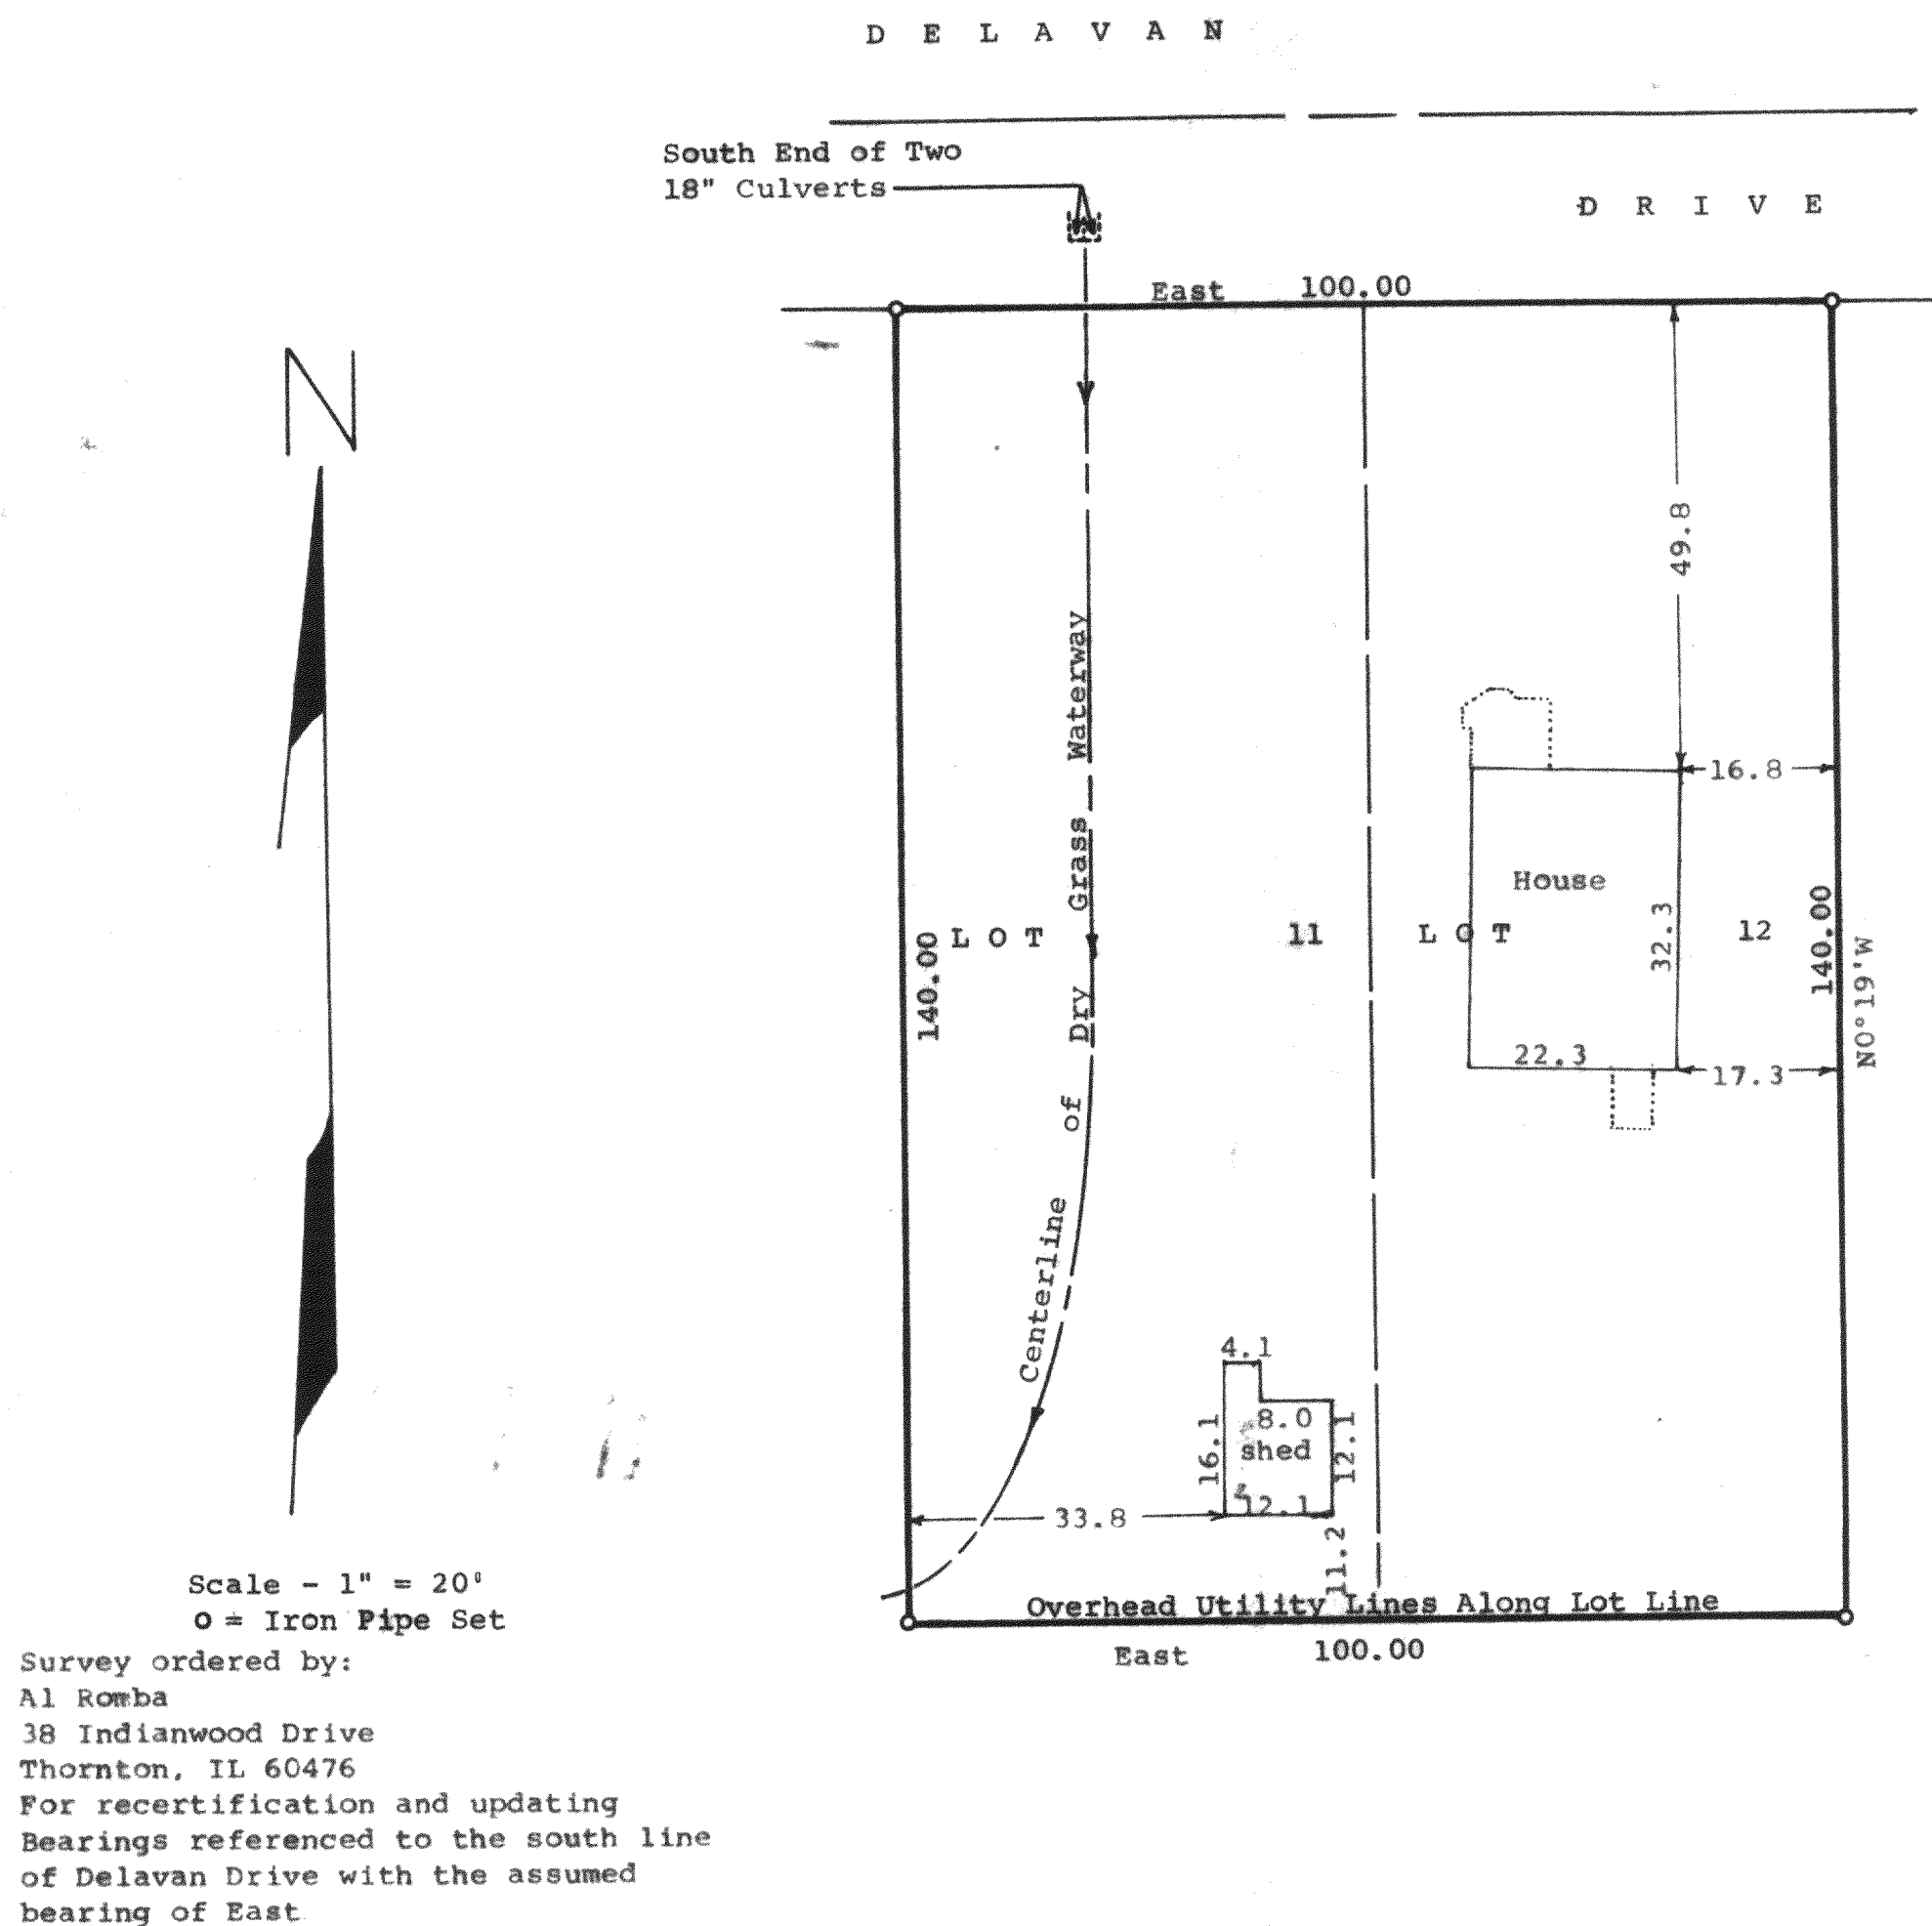 D E L A V A N
South End of Two
18" Culverts
D R I V E
East 100.00
N
49.8
16.8
House
32.3
L O T 11
L O T 12
140.00
140.00
N0°19'W
22.3
17.3
Centerline of Dry Grass Waterway
4.1
8.0
shed
16.1
12.1
12.1
33.8
11.2
Overhead Utility Lines Along Lot Line
East 100.00
Scale - 1" = 20'
o = Iron Pipe Set
Survey ordered by:
Al Romba
38 Indianwood Drive
Thornton, IL 60476
For recertification and updating
Bearings referenced to the south line
of Delavan Drive with the assumed
bearing of East